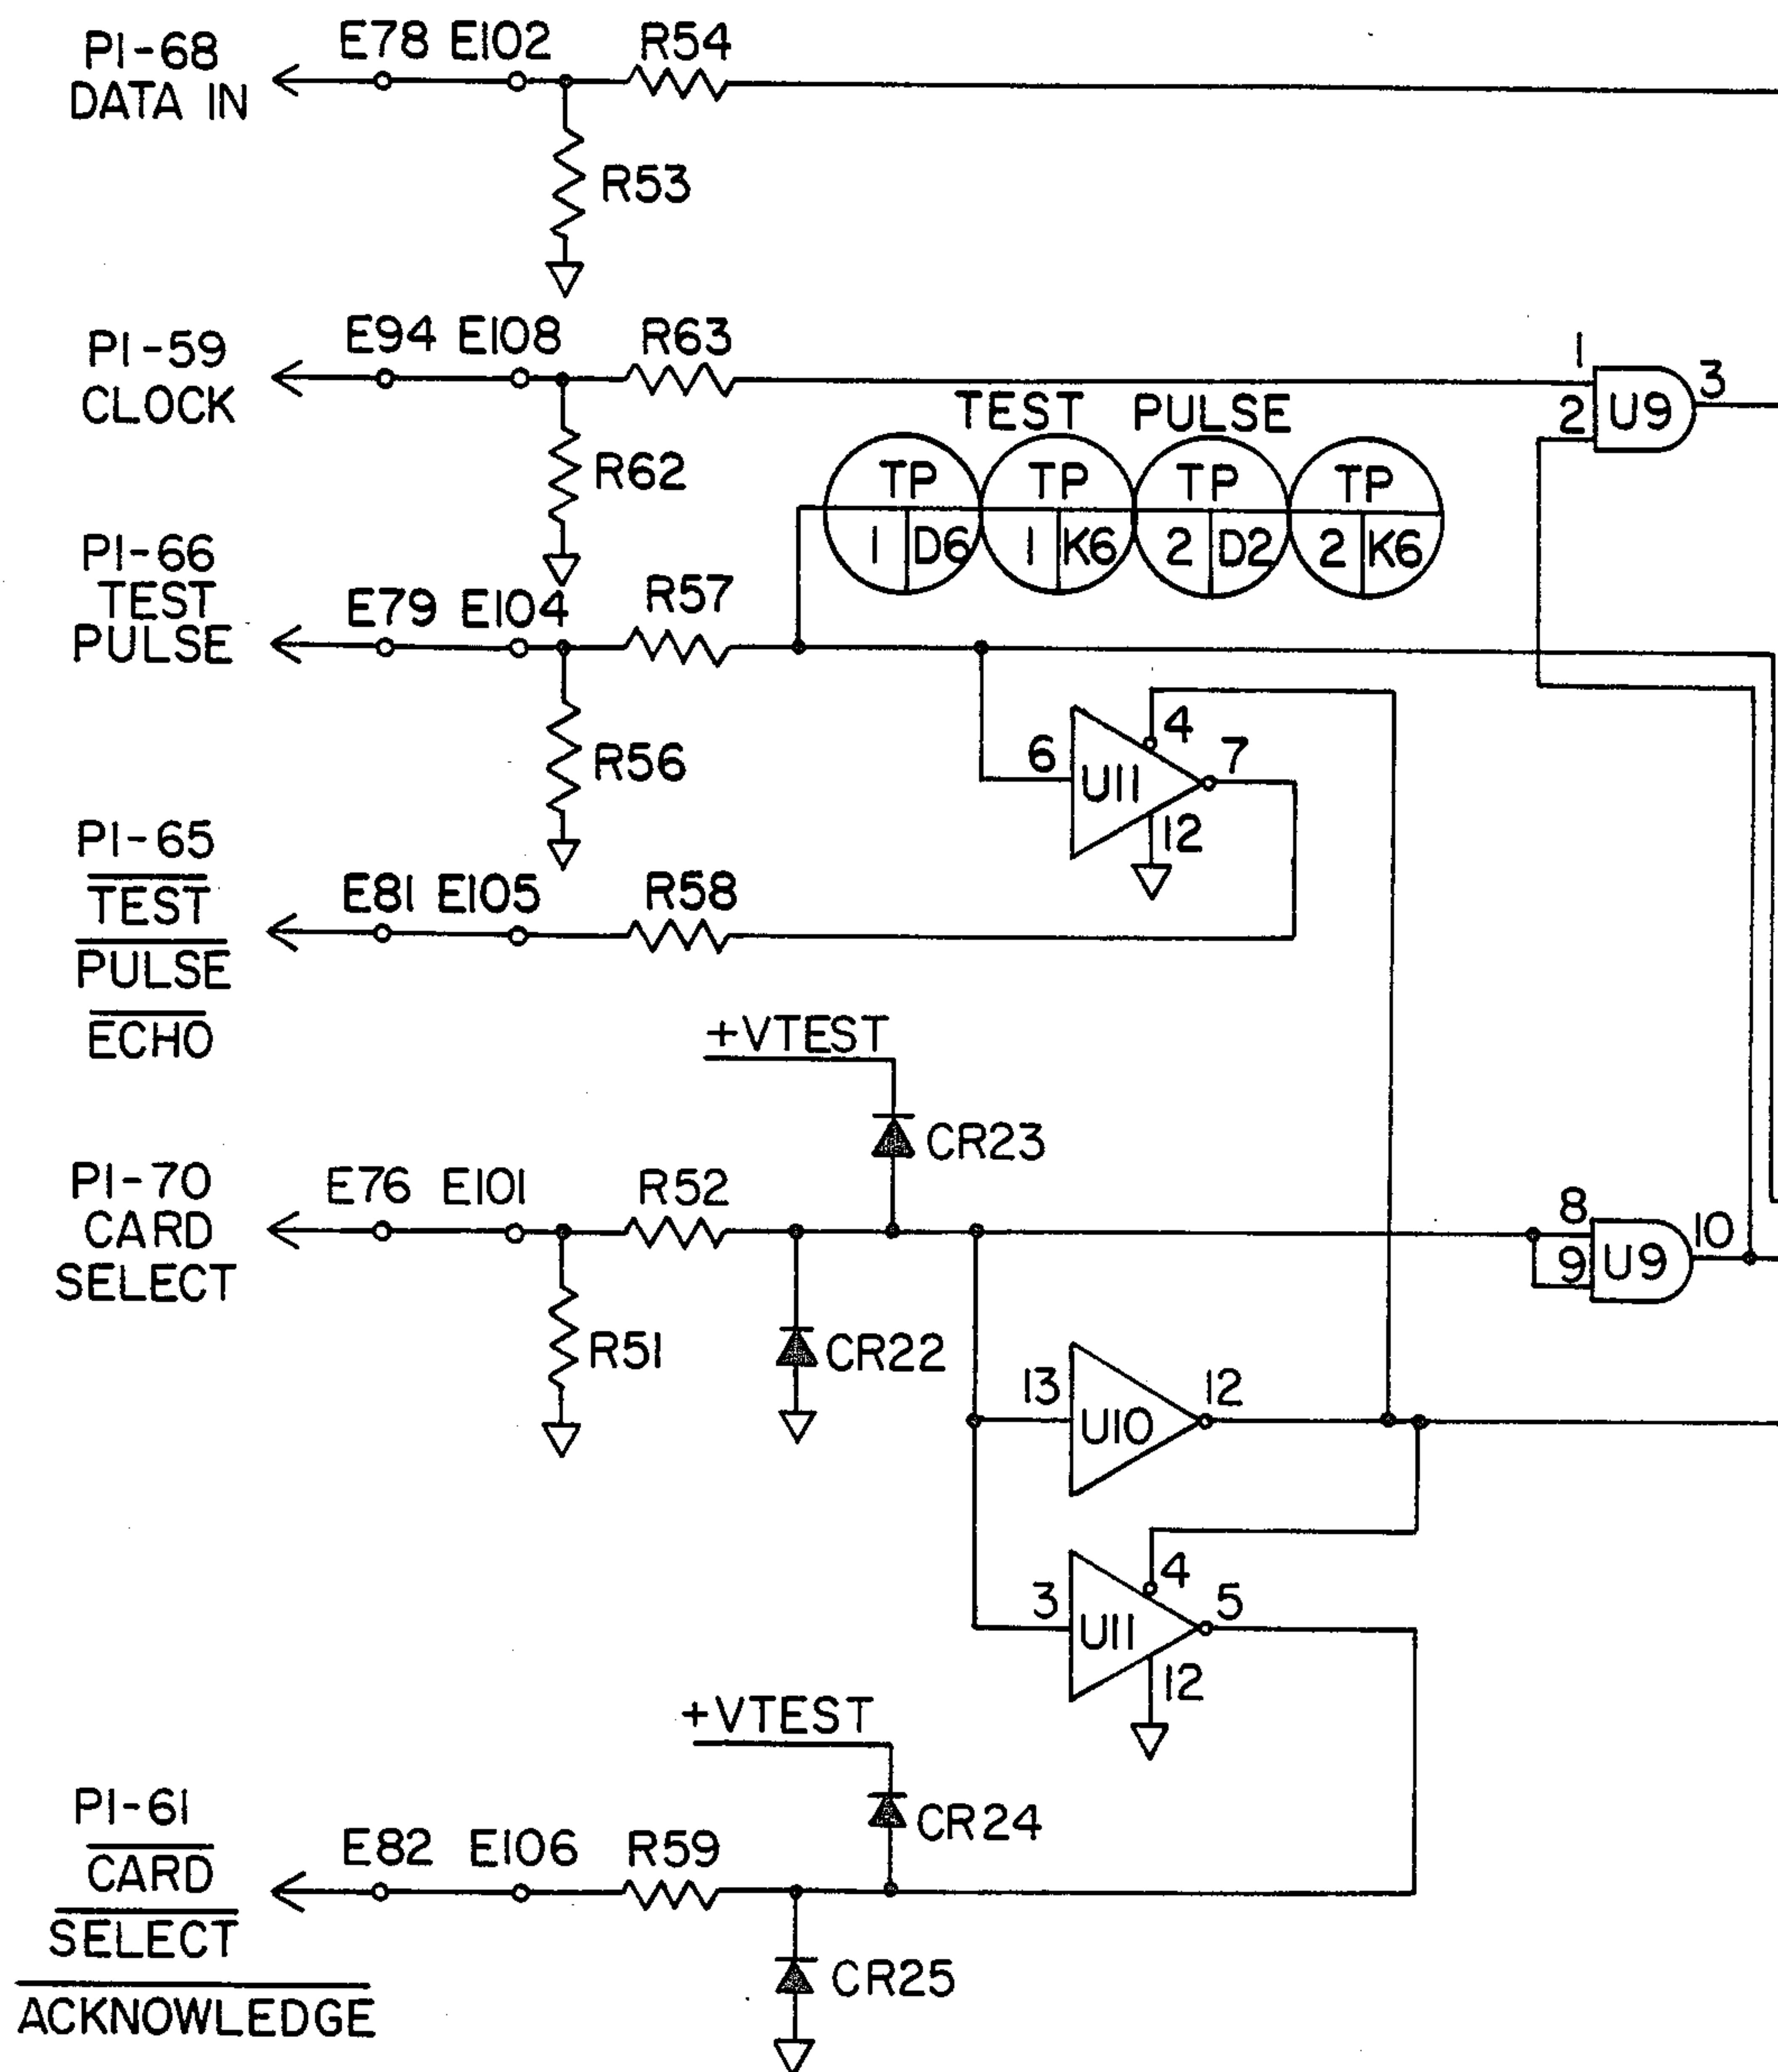 P1-68
DATA IN
E78 E102
R54
R53
P1-59
CLOCK
E94 E108
R63
R62
TEST PULSE
TP
1 D6
TP
1 K6
TP
2 D2
TP
2 K6
1
2
U9
3
P1-66
TEST
PULSE
E79 E104
R57
R56
6
U11
4
7
12
P1-65
TEST
PULSE
ECHO
E81 E105
R58
+VTEST
CR23
P1-70
CARD
SELECT
E76 E101
R52
R51
CR22
8
9
U9
10
13
U10
12
3
U11
4
5
12
+VTEST
CR24
P1-61
CARD
SELECT
ACKNOWLEDGE
E82 E106
R59
CR25